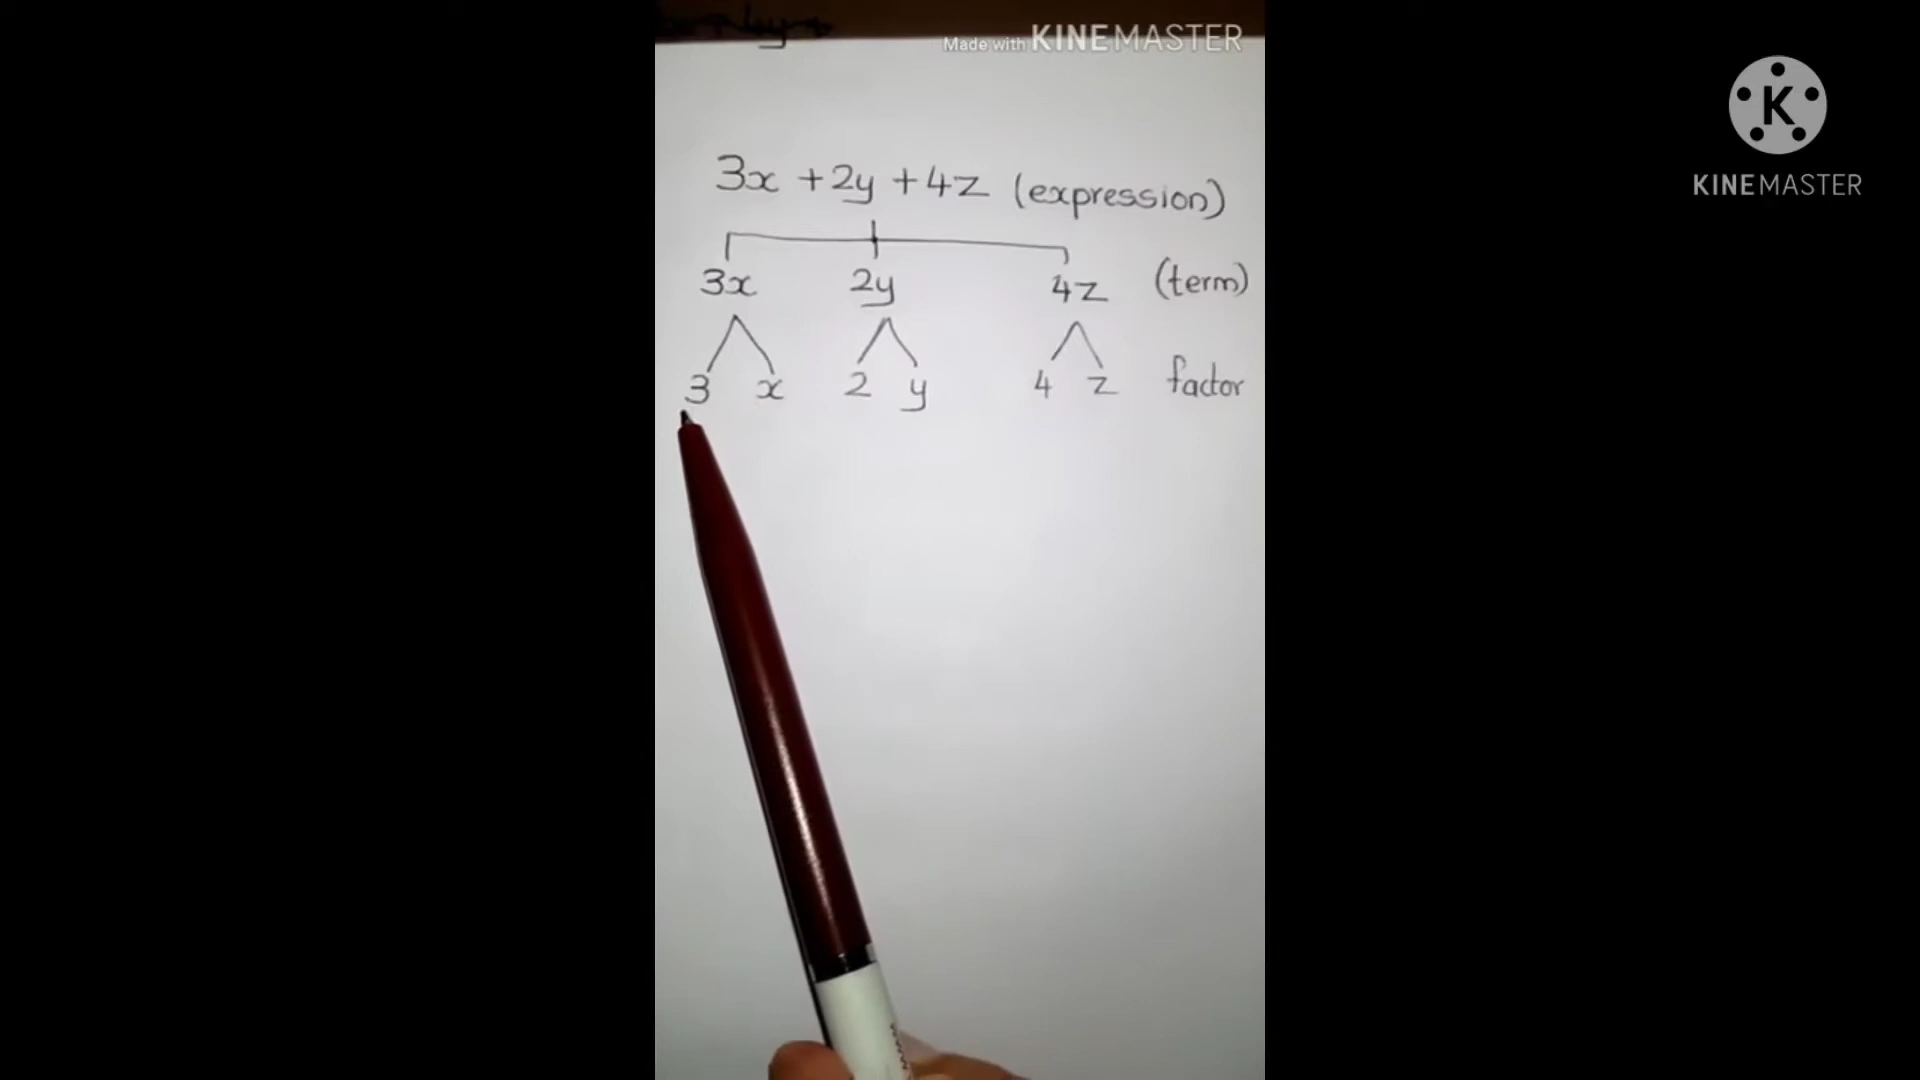 Made with KINEMASTER
K
KINEMASTER
3x + 2y + 4z (expression)
3x 2y 4z (term)
3 x 2 y 4 z factor